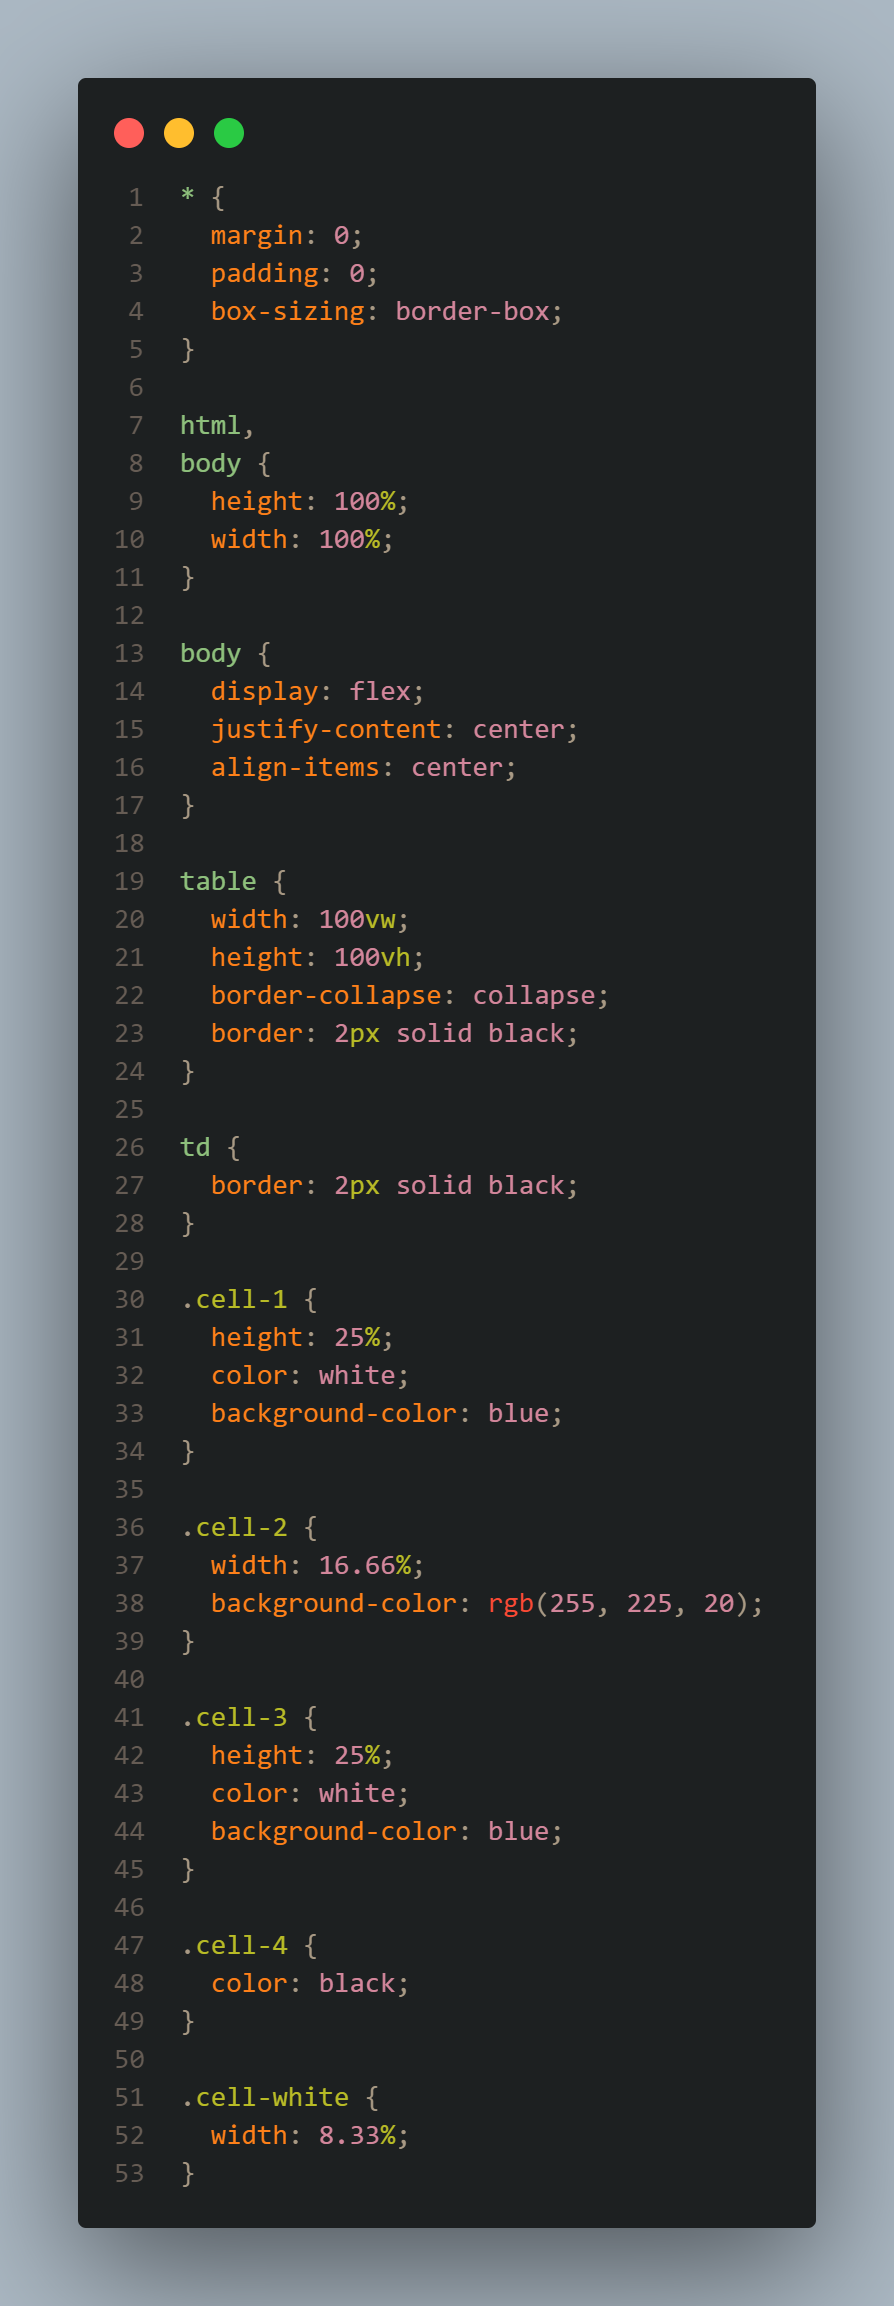 1 * {
2   margin: 0;
3   padding: 0;
4   box-sizing: border-box;
5 }
6
7 html,
8 body {
9   height: 100%;
10   width: 100%;
11 }
12
13 body {
14   display: flex;
15   justify-content: center;
16   align-items: center;
17 }
18
19 table {
20   width: 100vw;
21   height: 100vh;
22   border-collapse: collapse;
23   border: 2px solid black;
24 }
25
26 td {
27   border: 2px solid black;
28 }
29
30 .cell-1 {
31   height: 25%;
32   color: white;
33   background-color: blue;
34 }
35
36 .cell-2 {
37   width: 16.66%;
38   background-color: rgb(255, 225, 20);
39 }
40
41 .cell-3 {
42   height: 25%;
43   color: white;
44   background-color: blue;
45 }
46
47 .cell-4 {
48   color: black;
49 }
50
51 .cell-white {
52   width: 8.33%;
53 }